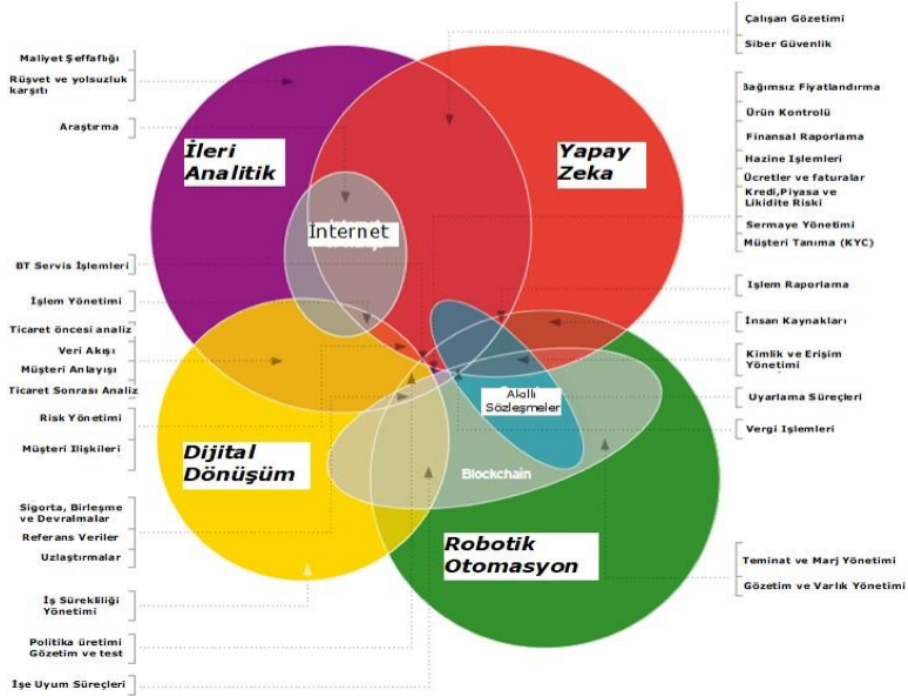 Maliyet Şeffaflığı
Rüşvet ve yolsuzluk
karşıtı
Araştırma
BT Servis İşlemleri
İşlem Yönetimi
Ticaret öncesi analiz
Veri Akışı
Müşteri Anlayışı
Ticaret Sonrası Analiz
Risk Yönetimi
Müşteri İlişkileri
Sigorta, Birleşme
ve Devralmalar
Referans Veriler
Uzlaştırmalar
İş Sürekliliği
Yönetimi
Politika üretimi
Gözetim ve test
İşe Uyum Süreçleri
İleri
Analitik
Yapay
Zeka
İnternet
Akıllı
Sözleşmeler
Blockchain
Dijital
Dönüşüm
Robotik
Otomasyon
Çalışan Gözetimi
Siber Güvenlik
Bağımsız Fiyatlandırma
Ürün Kontrolü
Finansal Raporlama
Hazine İşlemleri
Ücretler ve faturalar
Kredi,Piyasa ve
Likidite Riski
Sermaye Yönetimi
Müşteri Tanıma (KYC)
İşlem Raporlama
İnsan Kaynakları
Kimlik ve Erişim
Yönetimi
Uyarlama Süreçleri
Vergi İşlemleri
Teminat ve Marj Yönetimi
Gözetim ve Varlık Yönetimi